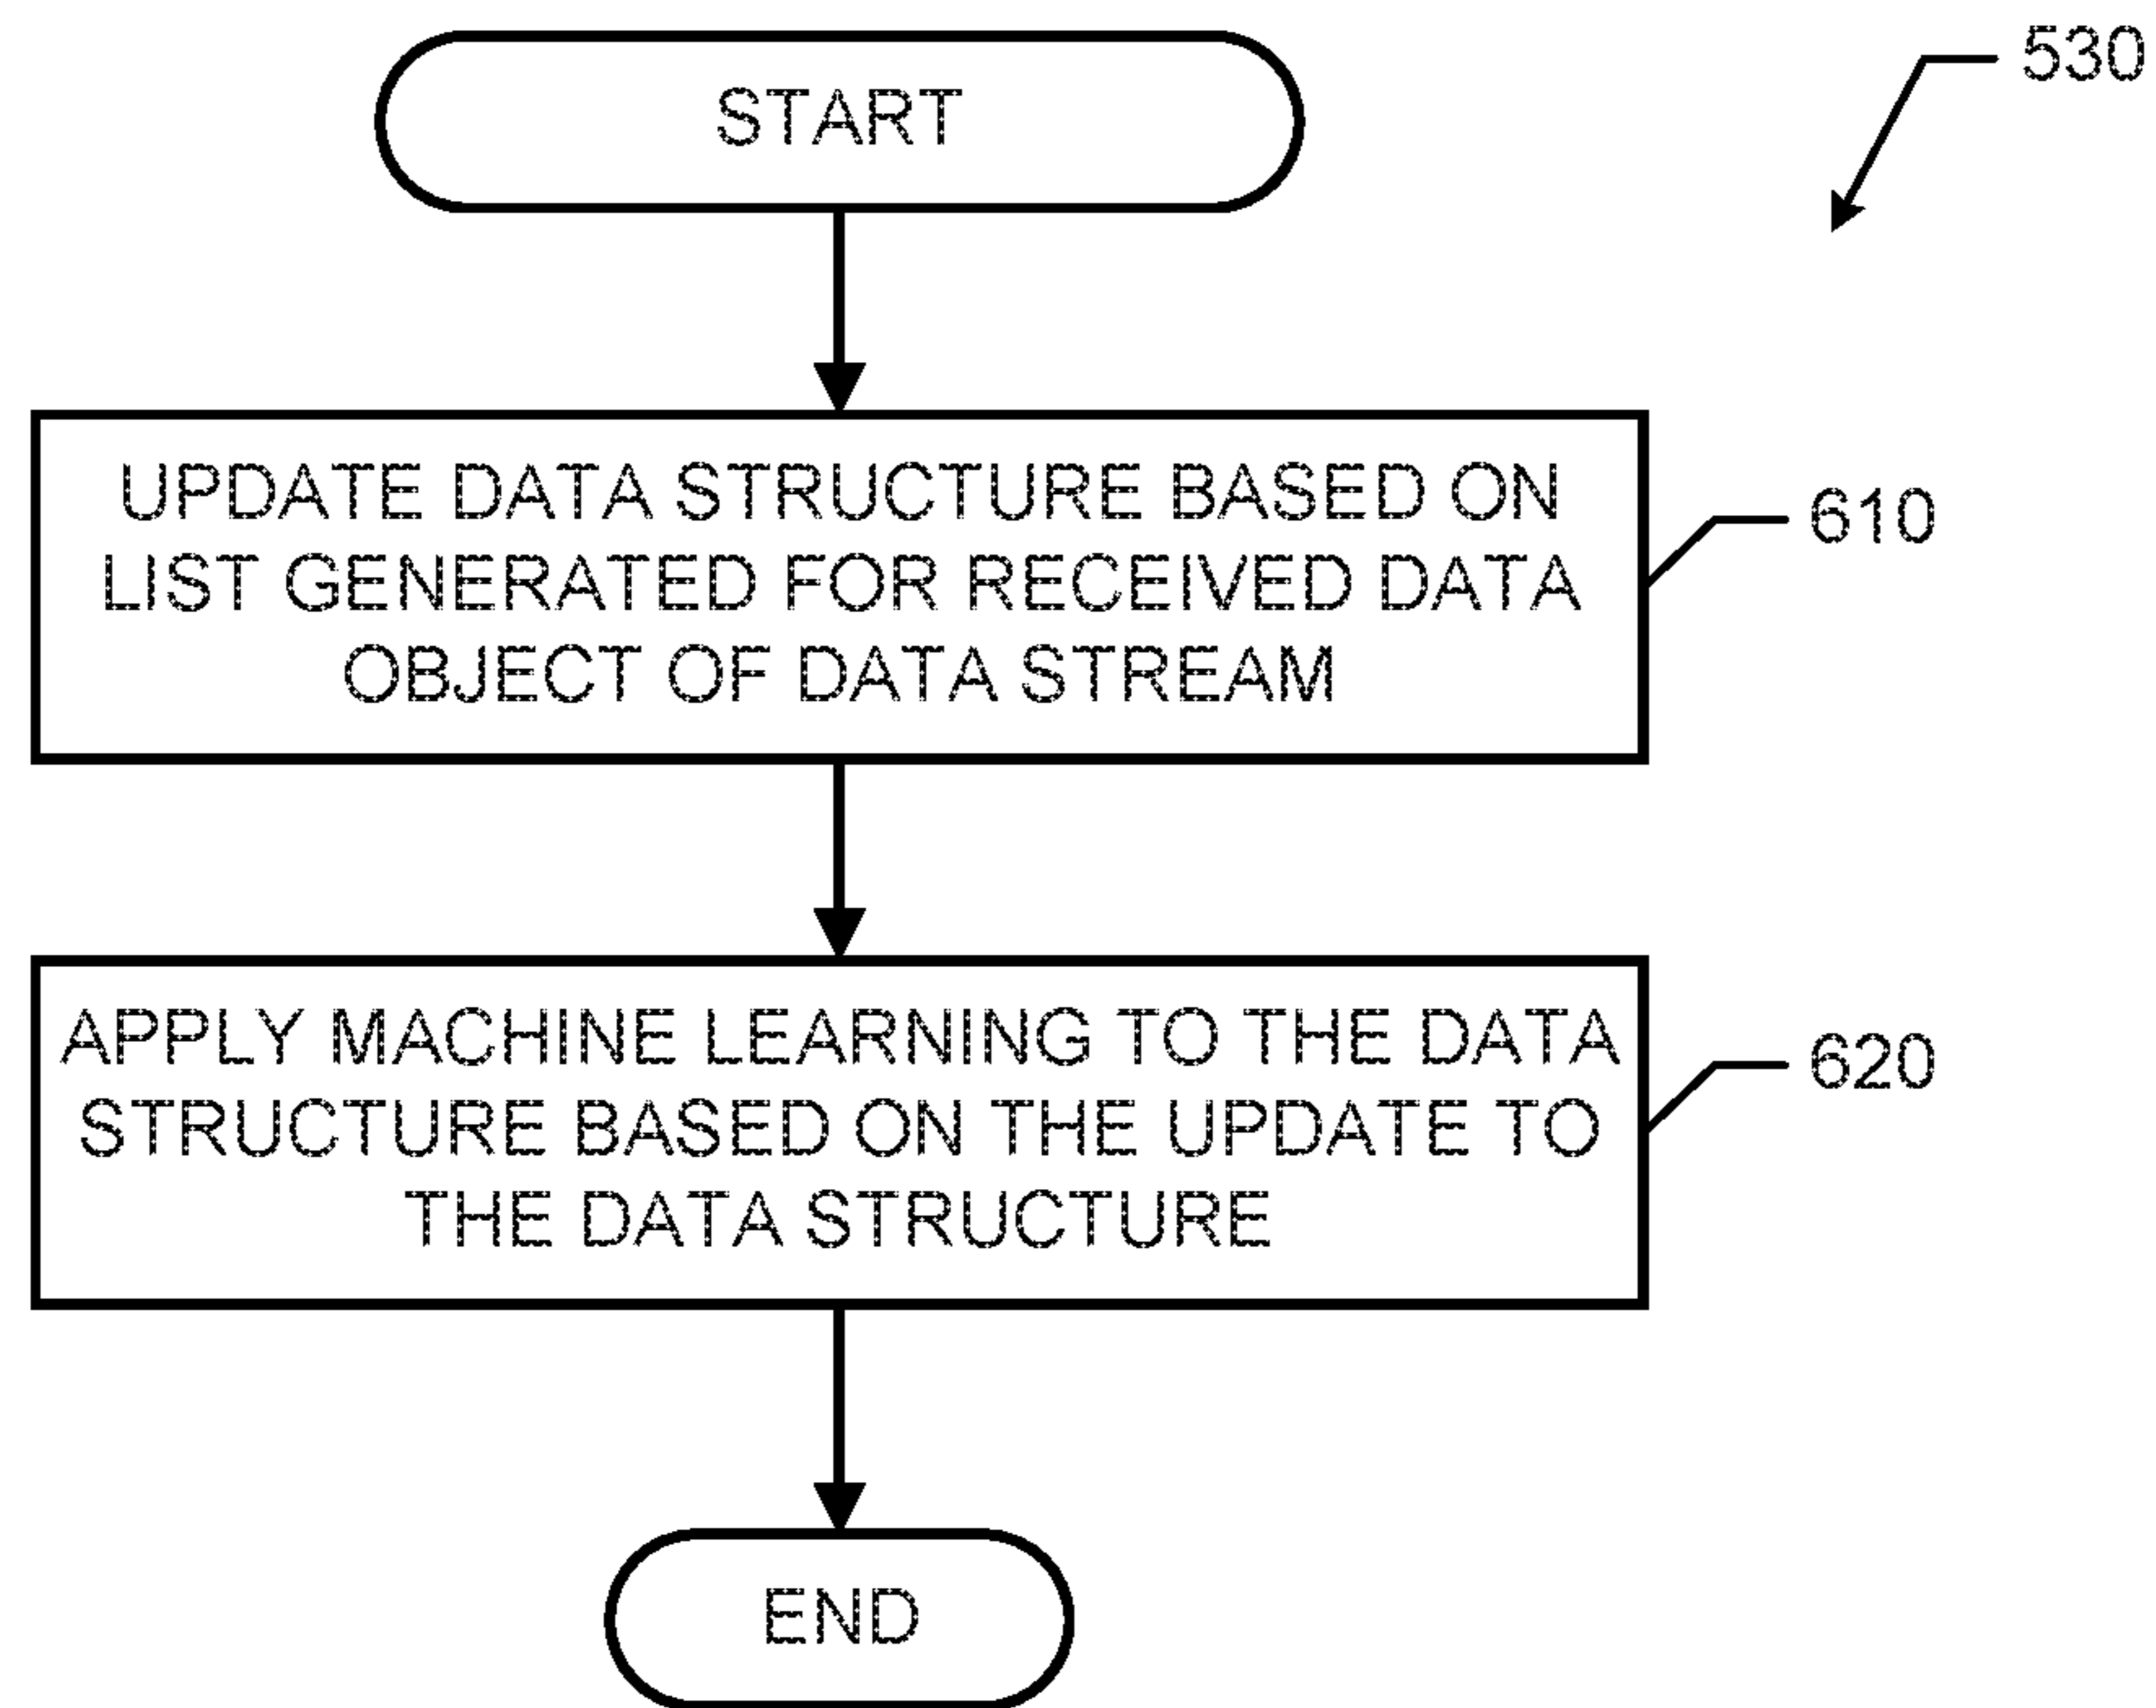 START
530
UPDATE DATA STRUCTURE BASED ON
LIST GENERATED FOR RECEIVED DATA
OBJECT OF DATA STREAM
610
APPLY MACHINE LEARNING TO THE DATA
STRUCTURE BASED ON THE UPDATE TO
THE DATA STRUCTURE
620
END